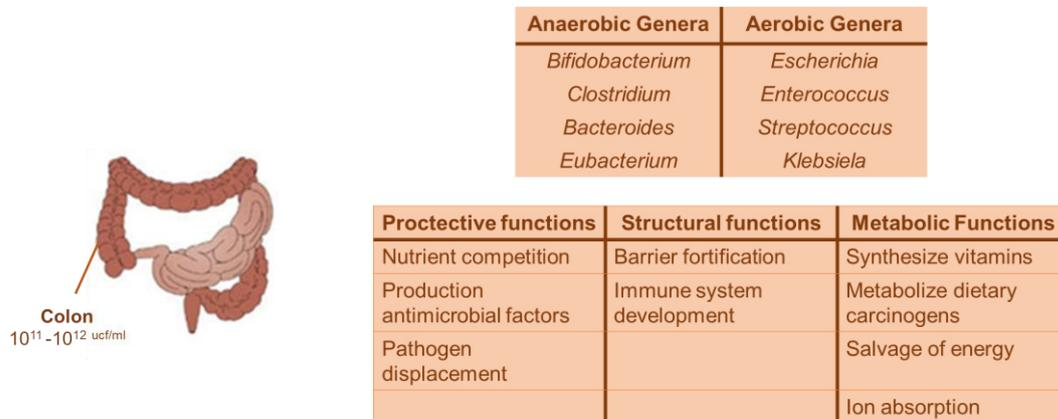 Anaerobic Genera Aerobic Genera
Bifidobacterium Escherichia
Clostridium Enterococcus
Bacteroides Streptococcus
Eubacterium Klebsiela
Colon
10¹¹-10¹² ucf/ml
Proctective functions Structural functions Metabolic Functions
Nutrient competition Barrier fortification Synthesize vitamins
Production Immune system Metabolize dietary
antimicrobial factors development carcinogens
Pathogen Salvage of energy
displacement
Ion absorption